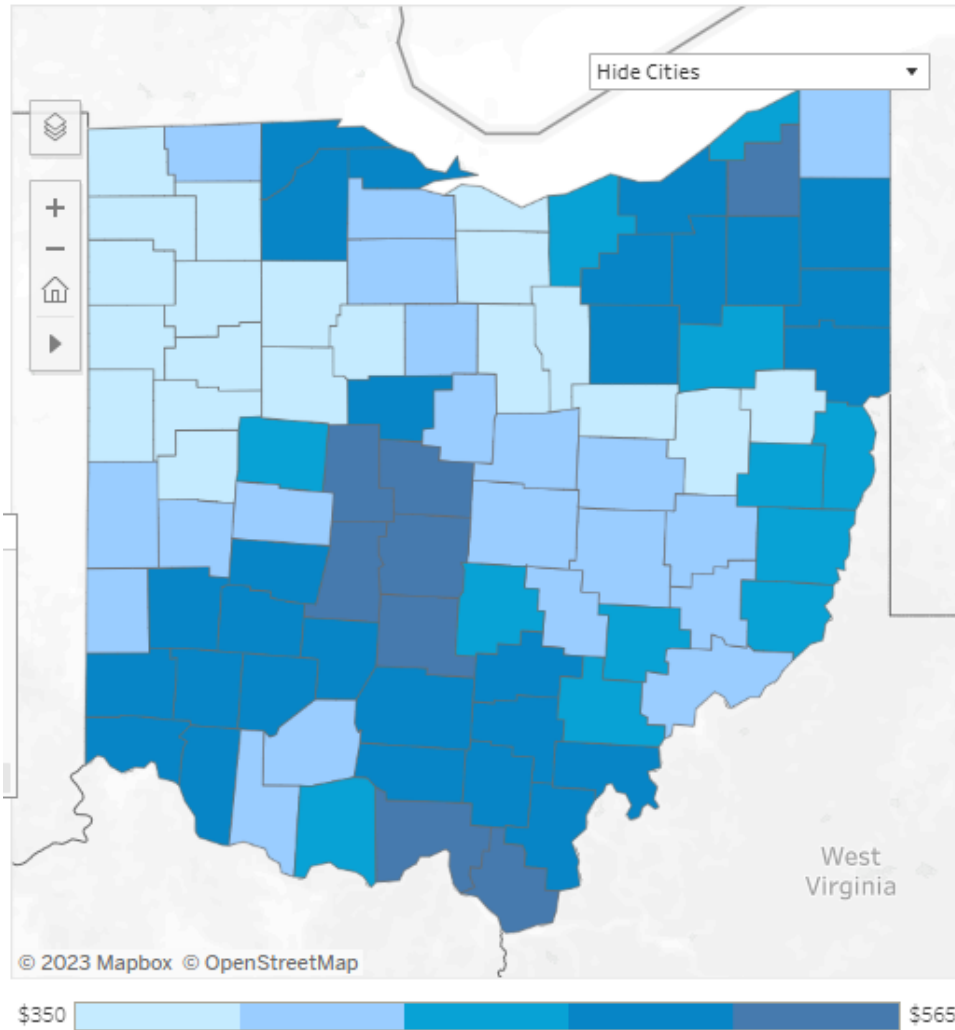 Hide Cities
+
−
West
Virginia
© 2023 Mapbox © OpenStreetMap
$350
$565